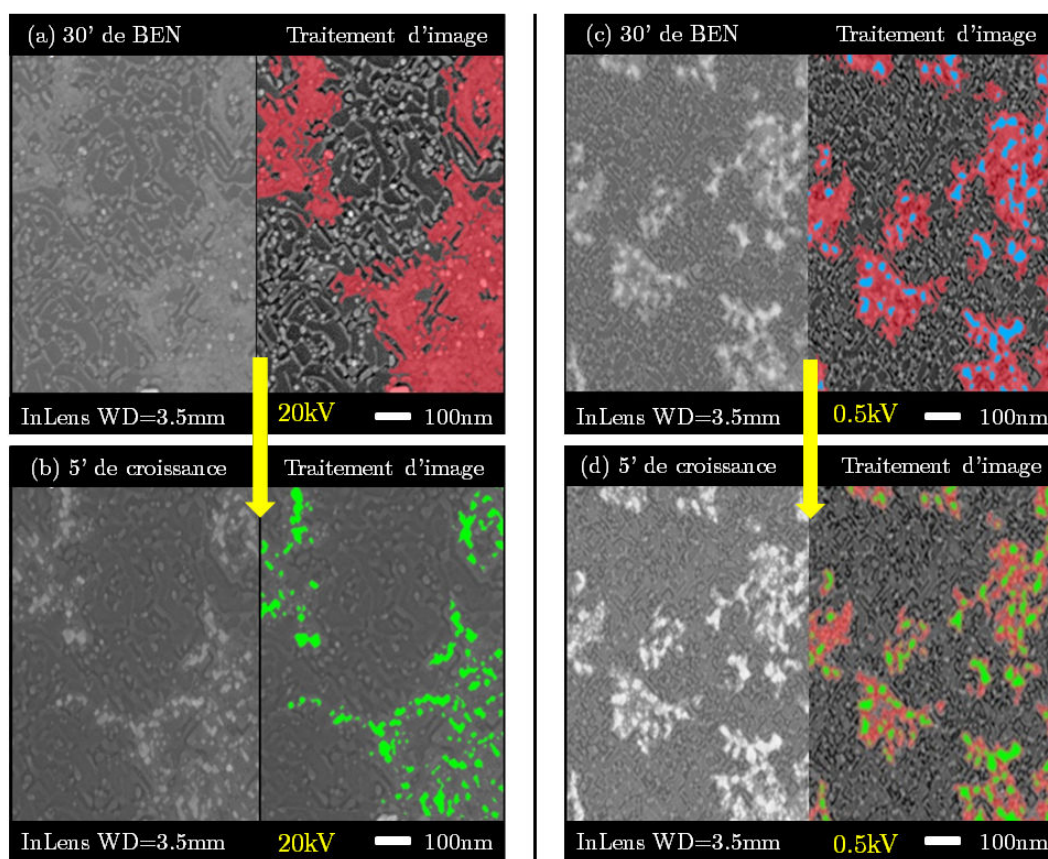 (a) 30' de BEN Traitement d'image
InLens WD=3.5mm 20kV 100nm
(b) 5' de croissance Traitement d'image
InLens WD=3.5mm 20kV 100nm
(c) 30' de BEN Traitement d'image
InLens WD=3.5mm 0.5kV 100nm
(d) 5' de croissance Traitement d'image
InLens WD=3.5mm 0.5kV 100nm